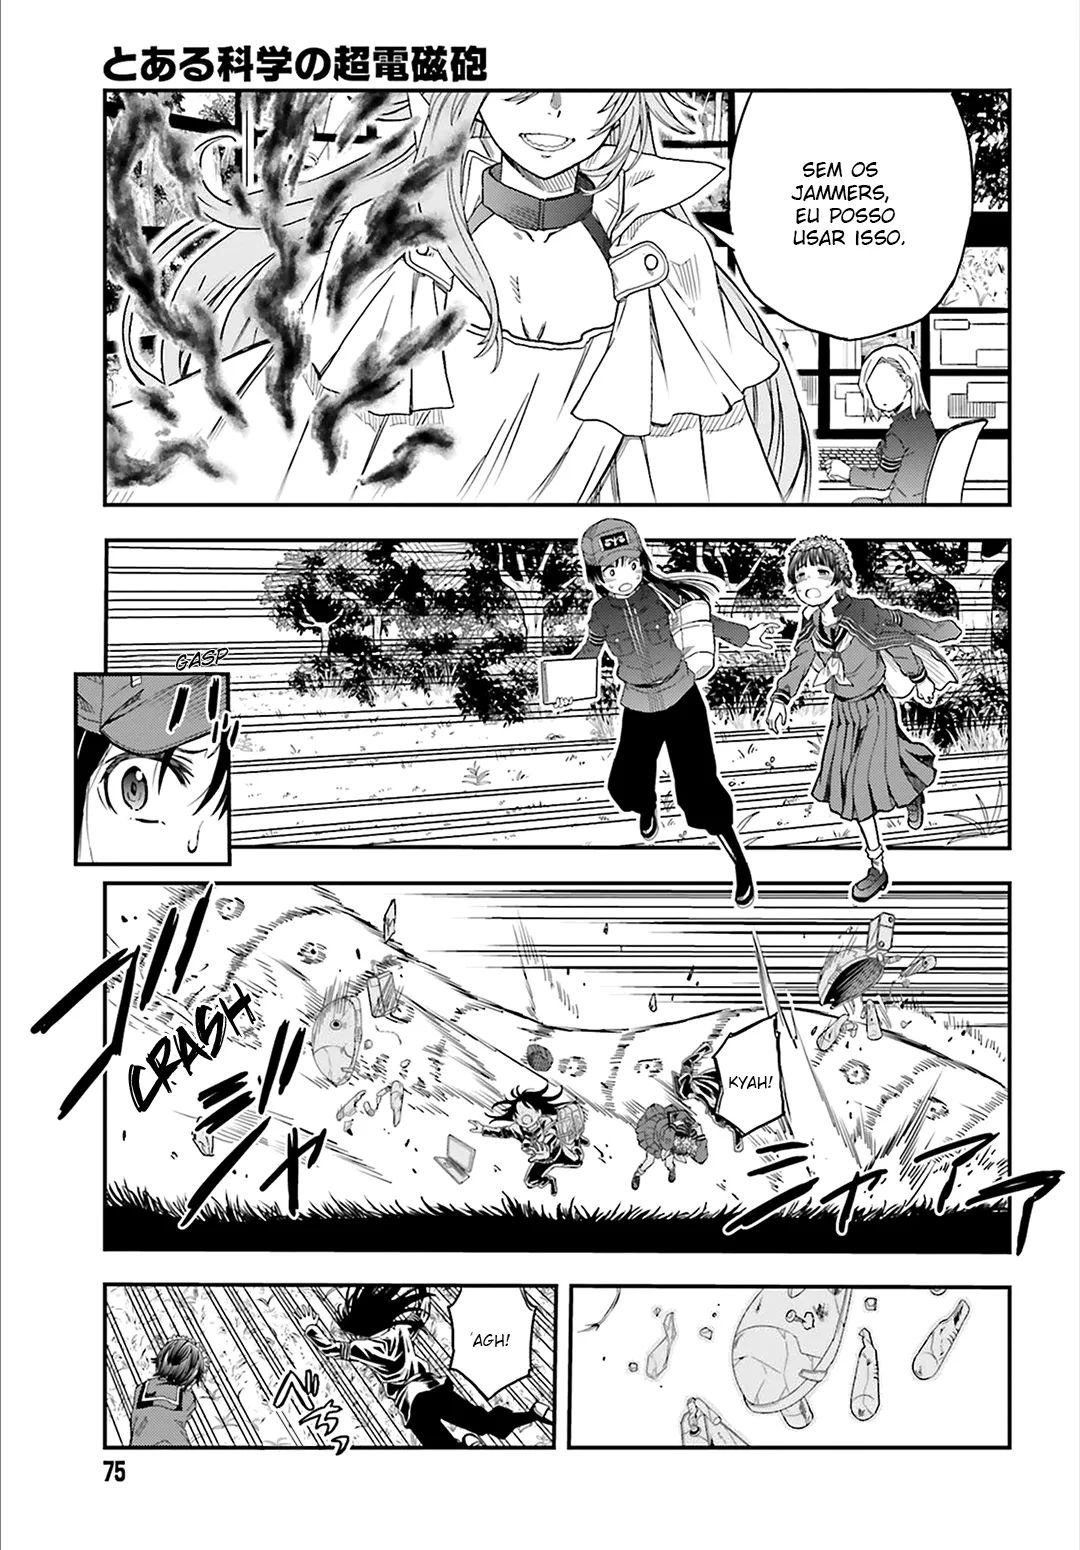 とある科学の超電磁砲
SEM OS
JAMMERS,
EU POSSO
USAR ISSO.
GASP
CRASH
KYAH!
AGH!
75